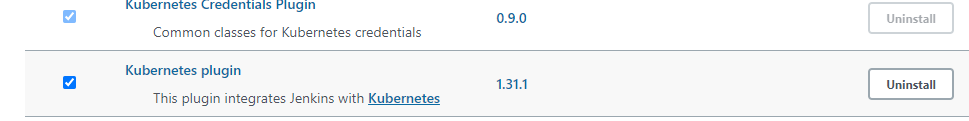 Kubernetes Credentials Plugin
0.9.0
Uninstall
Common classes for Kubernetes credentials
Kubernetes plugin
1.31.1
Uninstall
This plugin integrates Jenkins with Kubernetes